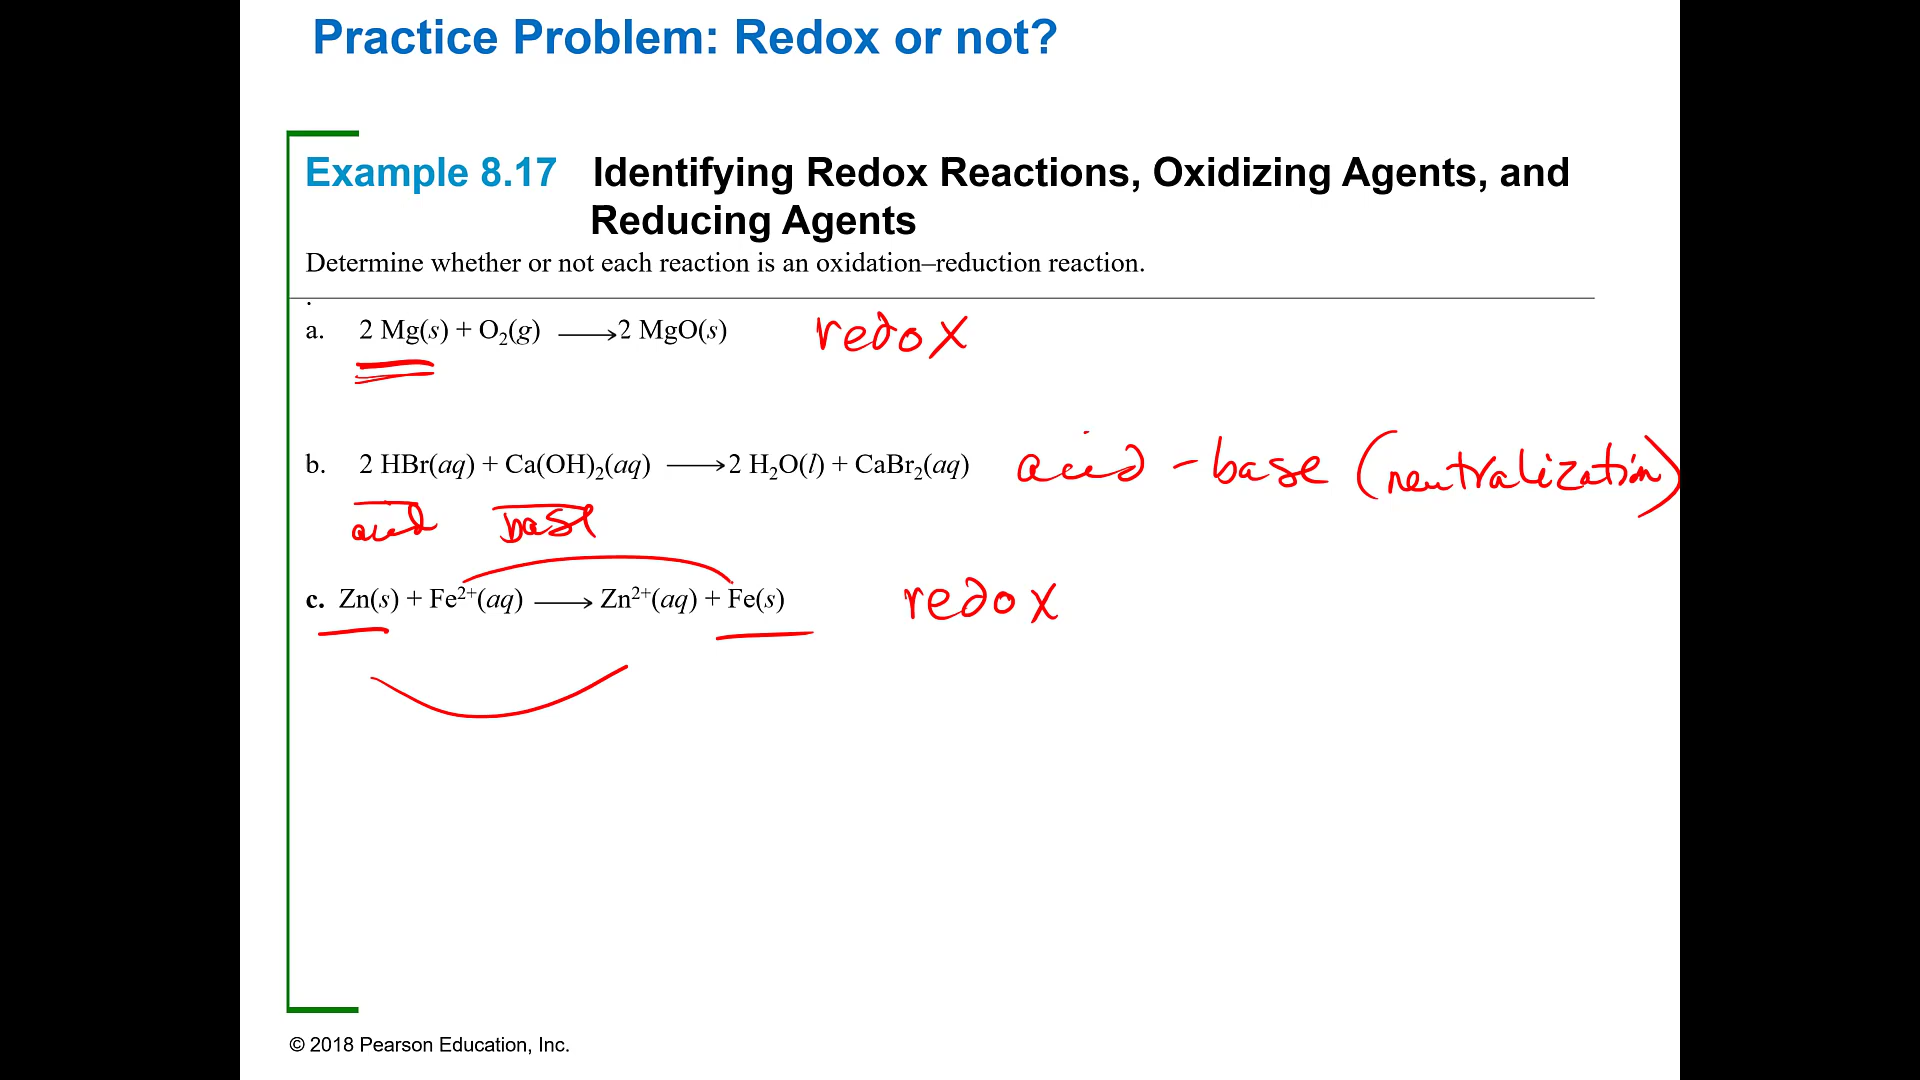 Practice Problem: Redox or not?
Example 8.17 Identifying Redox Reactions, Oxidizing Agents, and
Reducing Agents
Determine whether or not each reaction is an oxidation–reduction reaction.
.
a. 2 Mg(s) + O₂(g) ⟶2 MgO(s) redox
b. 2 HBr(aq) + Ca(OH)₂(aq) ⟶2 H₂O(l) + CaBr₂(aq) acid - base (neutralization)
acid base
c. Zn(s) + Fe²⁺(aq) ⟶ Zn²⁺(aq) + Fe(s) redox
© 2018 Pearson Education, Inc.